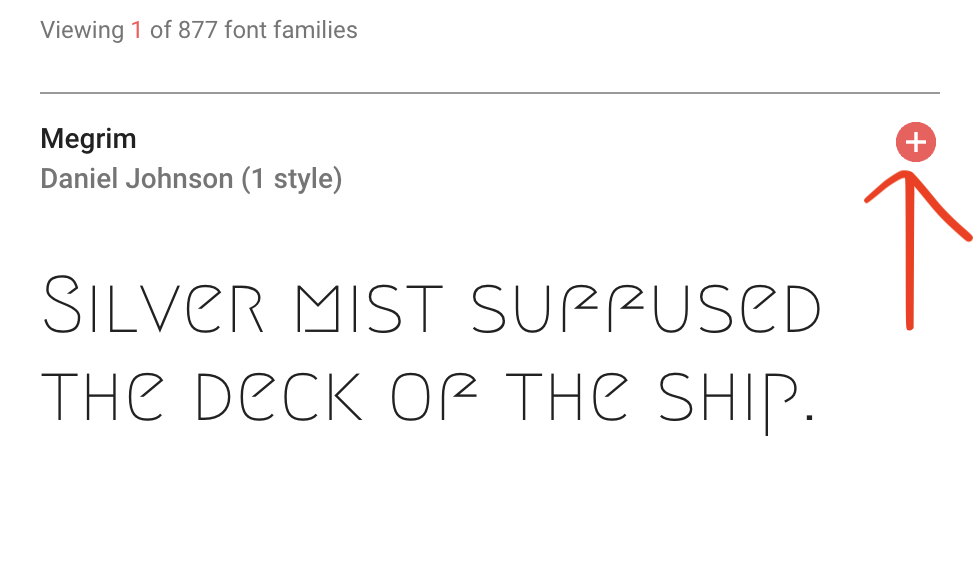 Viewing 1 of 877 font families
Megrim
Daniel Johnson (1 style)
Silver mist suffused
the deck of the ship.